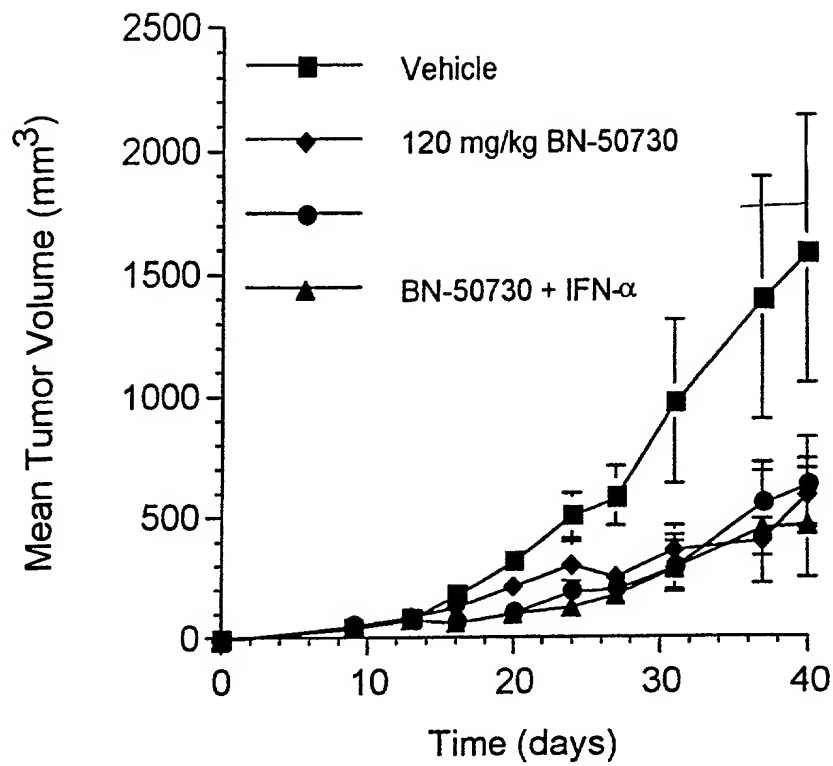 2500
2000
1500
1000
500
0
Mean Tumor Volume (mm³)
Vehicle
120 mg/kg BN-50730
BN-50730 + IFN-α
0 10 20 30 40
Time (days)